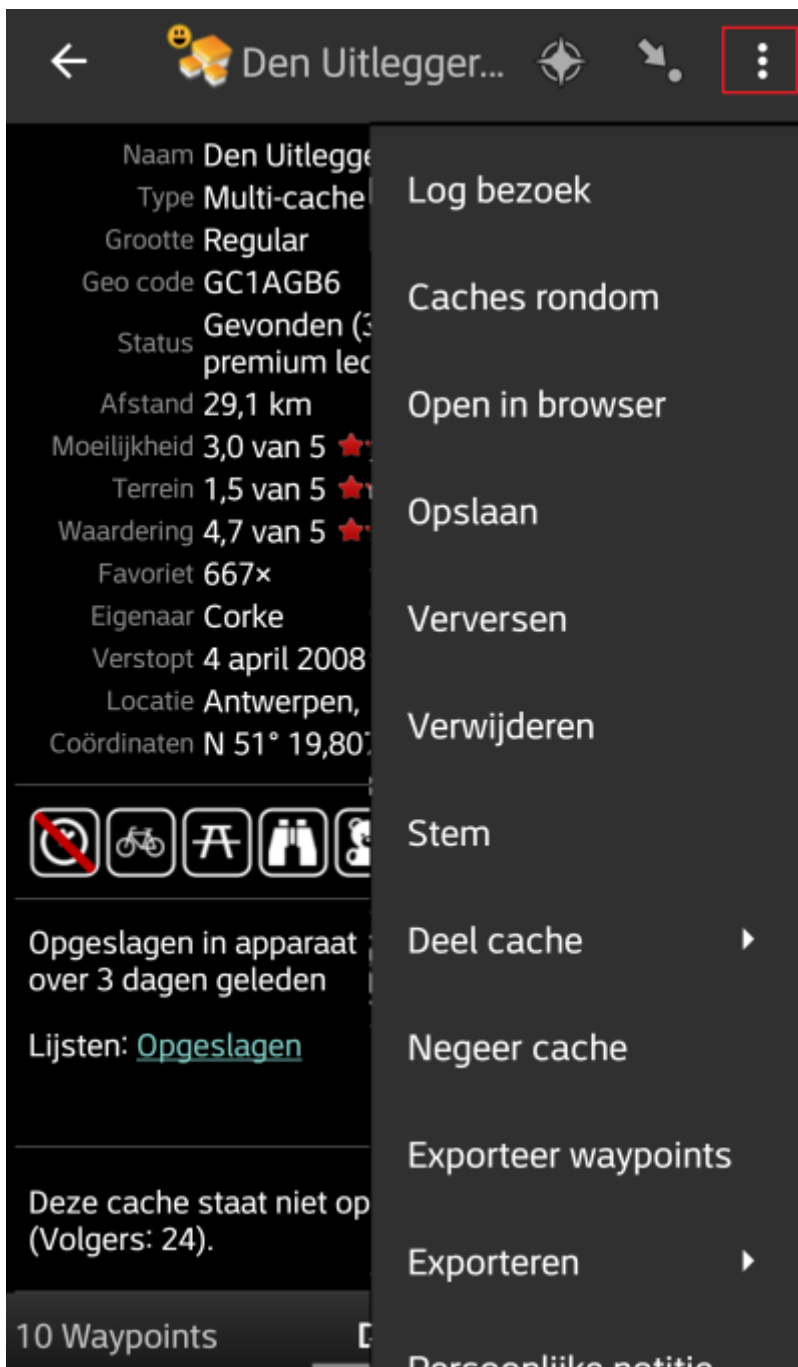 Den Uitlegger...
Naam Den Uitlegge
Type Multi-cache
Grootte Regular
Geo code GC1AGB6
Status Gevonden (3
premium led
Afstand 29,1 km
Moeilijkheid 3,0 van 5
Terrein 1,5 van 5
Waardering 4,7 van 5
Favoriet 667×
Eigenaar Corke
Verstopt 4 april 2008
Locatie Antwerpen,
Coördinaten N 51° 19,807
Opgeslagen in apparaat
over 3 dagen geleden
Lijsten: Opgeslagen
Deze cache staat niet op
(Volgers: 24).
10 Waypoints
Log bezoek
Caches rondom
Open in browser
Opslaan
Verversen
Verwijderen
Stem
Deel cache
Negeer cache
Exporteer waypoints
Exporteren
Persoonlijke notitie